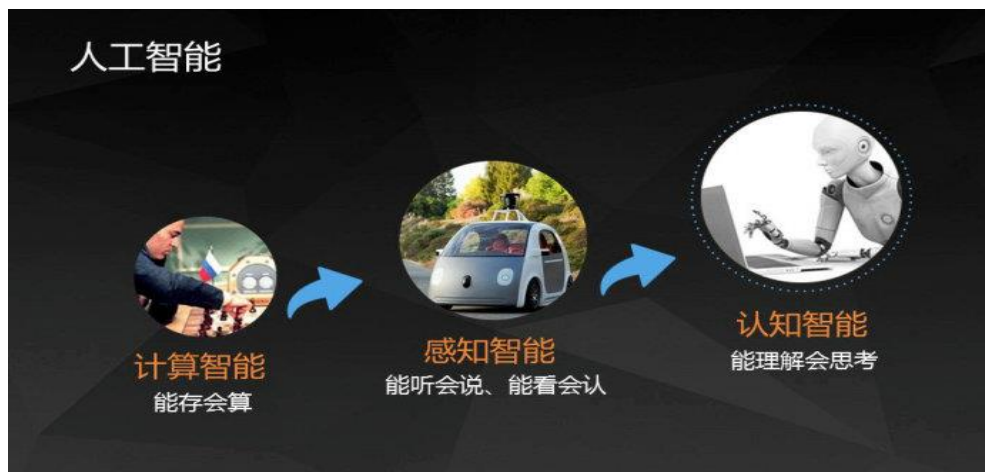 人工智能
计算智能
能存会算
感知智能
能听会说、能看会认
认知智能
能理解会思考